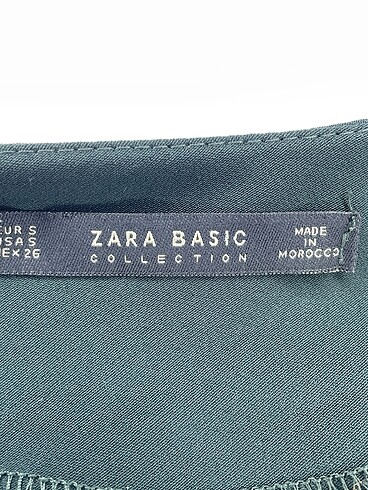 EUR S
USA S
MEX 26
ZARA BASIC
COLLECTION
MADE
IN
MOROCCO